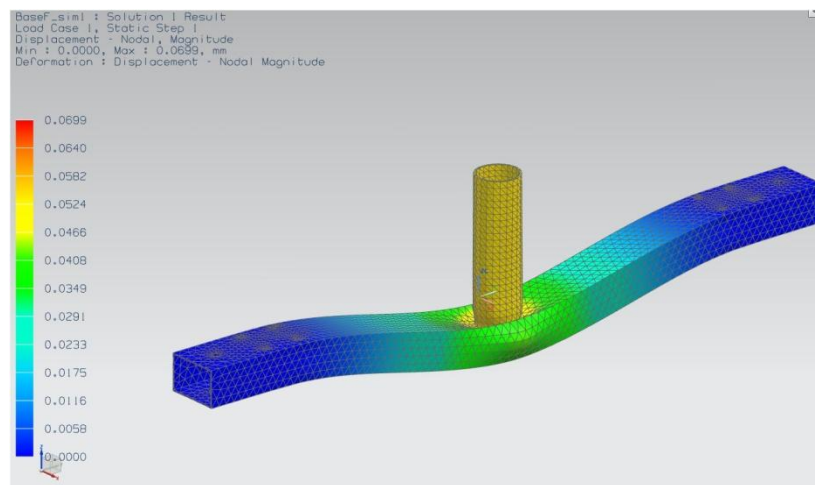 BaseF_sim1 : Solution 1 Result
Load Case 1, Static Step 1
Displacement - Nodal, Magnitude
Min : 0.0000, Max : 0.0699, mm
Deformation : Displacement - Nodal Magnitude
0.0699
0.0640
0.0582
0.0524
0.0466
0.0408
0.0349
0.0291
0.0233
0.0175
0.0116
0.0058
0.0000